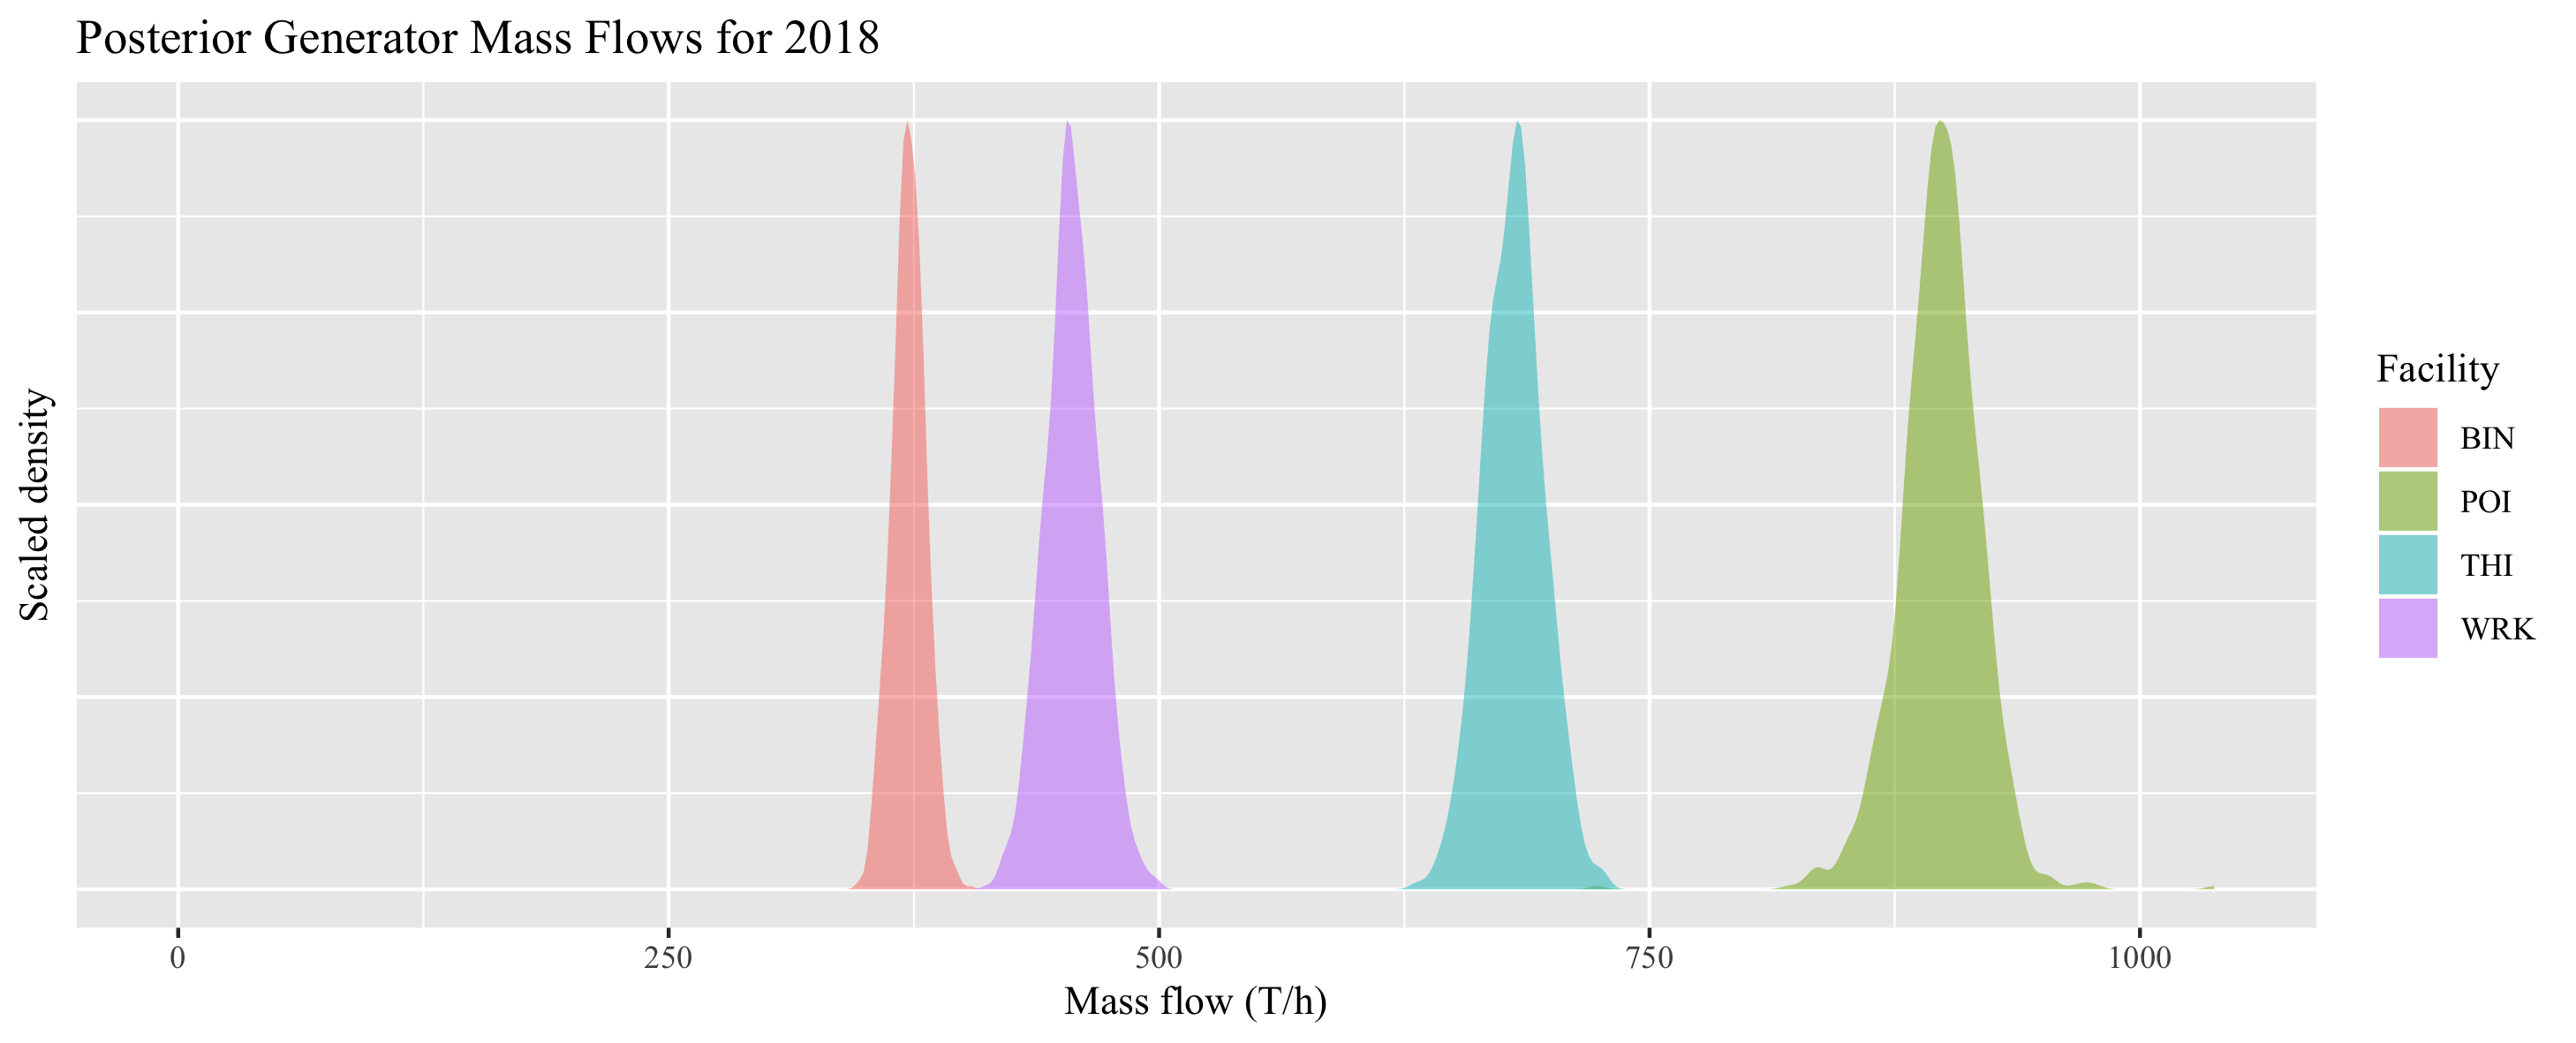 Posterior Generator Mass Flows for 2018
Scaled density
0 250 500 750 1000
Mass flow (T/h)
Facility
BIN
POI
THI
WRK